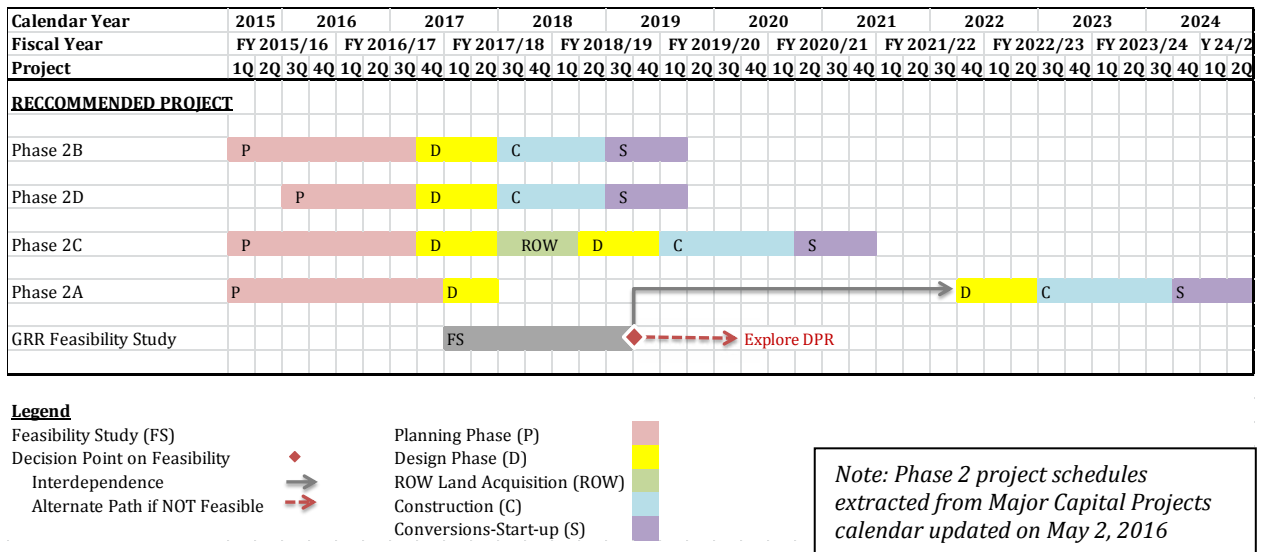 Calendar Year 2015 2016 2017 2018 2019 2020 2021 2022 2023 2024
Fiscal Year FY 2015/16 FY 2016/17 FY 2017/18 FY 2018/19 FY 2019/20 FY 2020/21 FY 2021/22 FY 2022/23 FY 2023/24 Y 24/2
Project 1Q 2Q 3Q 4Q 1Q 2Q 3Q 4Q 1Q 2Q 3Q 4Q 1Q 2Q 3Q 4Q 1Q 2Q 3Q 4Q 1Q 2Q 3Q 4Q 1Q 2Q 3Q 4Q 1Q 2Q 3Q 4Q 1Q 2Q 3Q 4Q 1Q 2Q
RECCOMMENDED PROJECT
Phase 2B P D C S
Phase 2D P D C S
Phase 2C P D ROW D C S
Phase 2A P D D C S
GRR Feasibility Study FS Explore DPR
Legend
Feasibility Study (FS) Planning Phase (P)
Decision Point on Feasibility Design Phase (D)
Interdependence ROW Land Acquisition (ROW)
Alternate Path if NOT Feasible Construction (C)
Conversions-Start-up (S)
Note: Phase 2 project schedules
extracted from Major Capital Projects
calendar updated on May 2, 2016